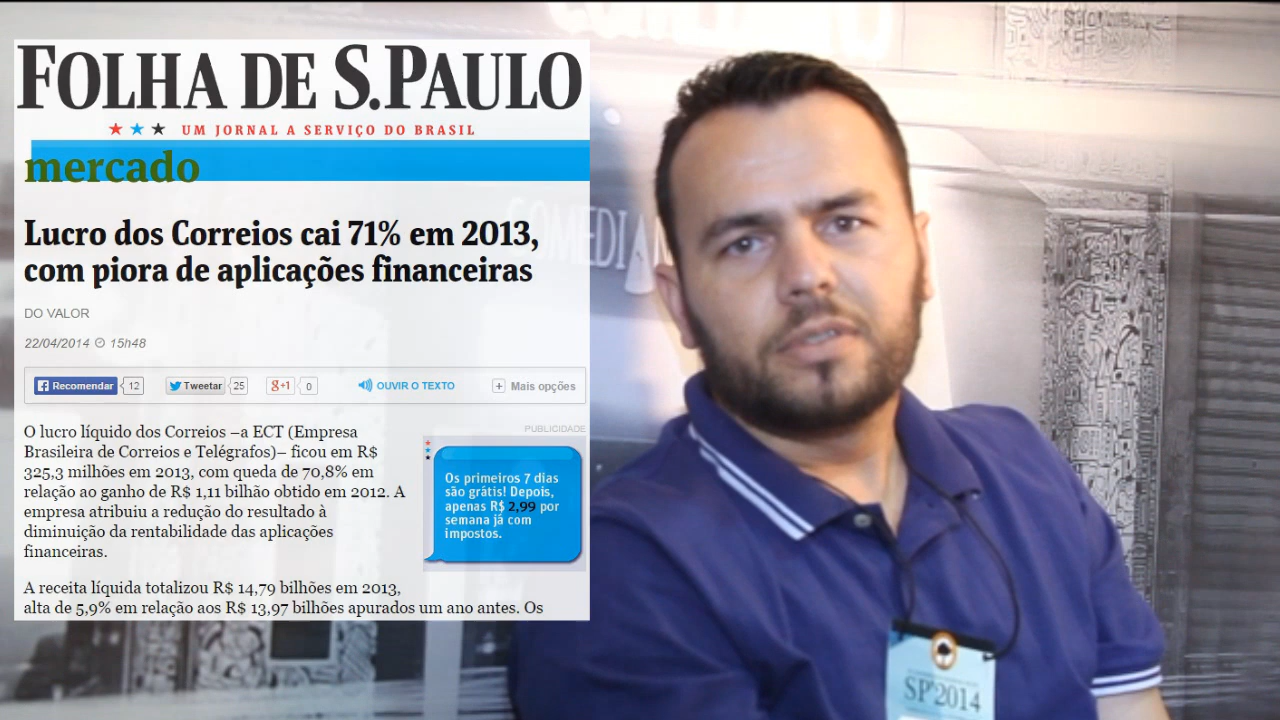 FOLHA DE S.PAULO
UM JORNAL A SERVIÇO DO BRASIL
mercado
Lucro dos Correios cai 71% em 2013,
com piora de aplicações financeiras
DO VALOR
22/04/2014 15h48
Recomendar 12 Tweetar 25 g+1 0 OUVIR O TEXTO + Mais opções
O lucro líquido dos Correios –a ECT (Empresa
Brasileira de Correios e Telégrafos)– ficou em R$
325,3 milhões em 2013, com queda de 70,8% em
relação ao ganho de R$ 1,11 bilhão obtido em 2012. A
empresa atribuiu a redução do resultado à
diminuição da rentabilidade das aplicações
financeiras.
A receita líquida totalizou R$ 14,79 bilhões em 2013,
alta de 5,9% em relação aos R$ 13,97 bilhões apurados um ano antes. Os
PUBLICIDADE
Os primeiros 7 dias
são grátis! Depois,
apenas R$ 2,99 por
semana já com
impostos.
COMEDIA
SP 2014